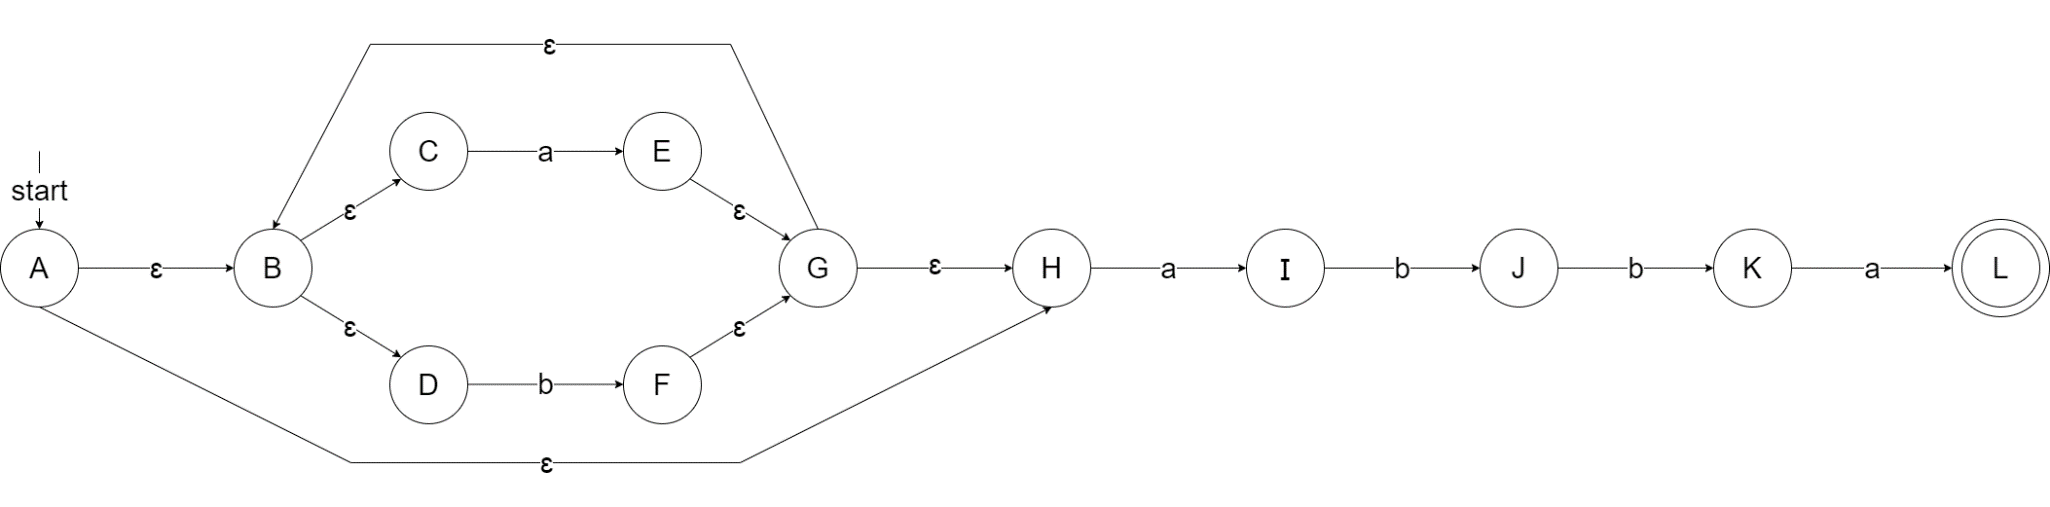 ε
C a E
start
ε ε
A ε B G ε H a I b J b K a L
ε ε
D b F
ε